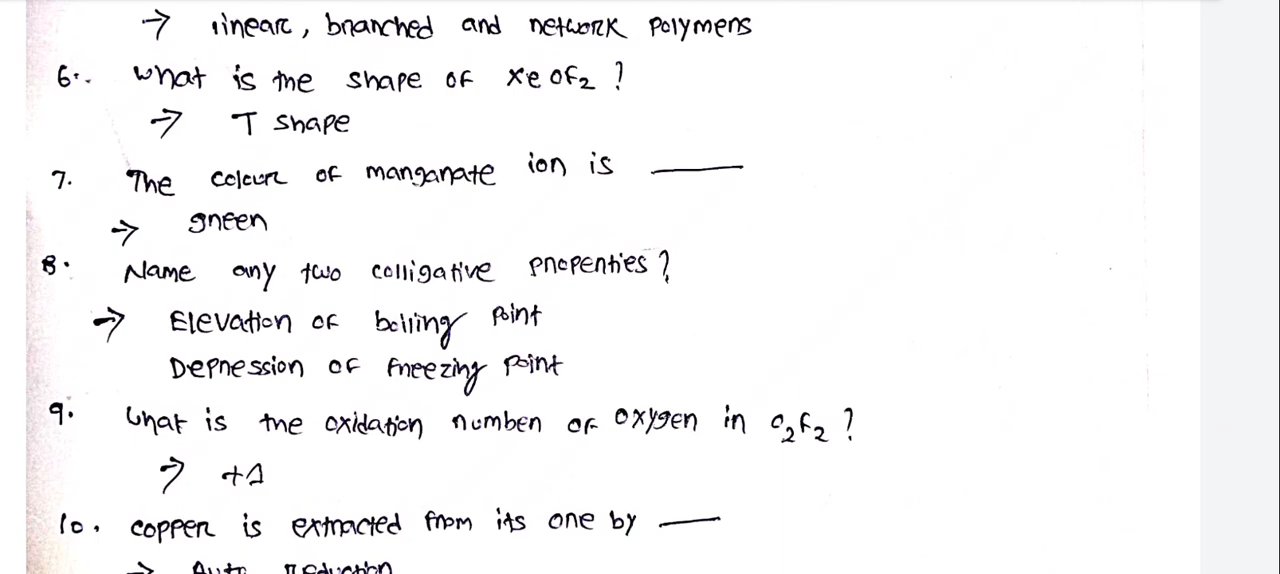 → linear, branched and network polymers
6. What is the shape of XeOF₂ ?
→ T shape
7. The colour of manganate ion is ———
→ green
8. Name any two colligative properties ?
→ Elevation of boiling point
Depression of freezing point
9. What is the oxidation number of oxygen in O₂F₂ ?
→ +1
10. copper is extracted from its ore by ———
→ Auto reduction